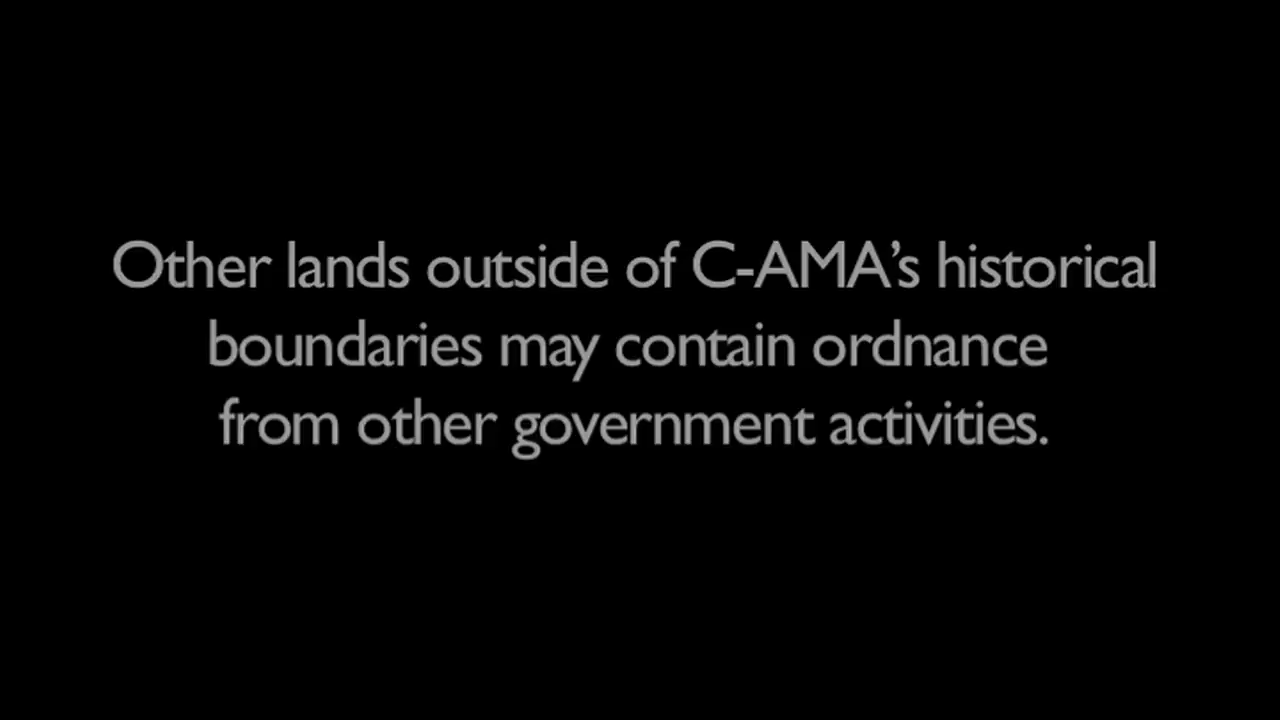 Other lands outside of C-AMA’s historical
boundaries may contain ordnance
from other government activities.